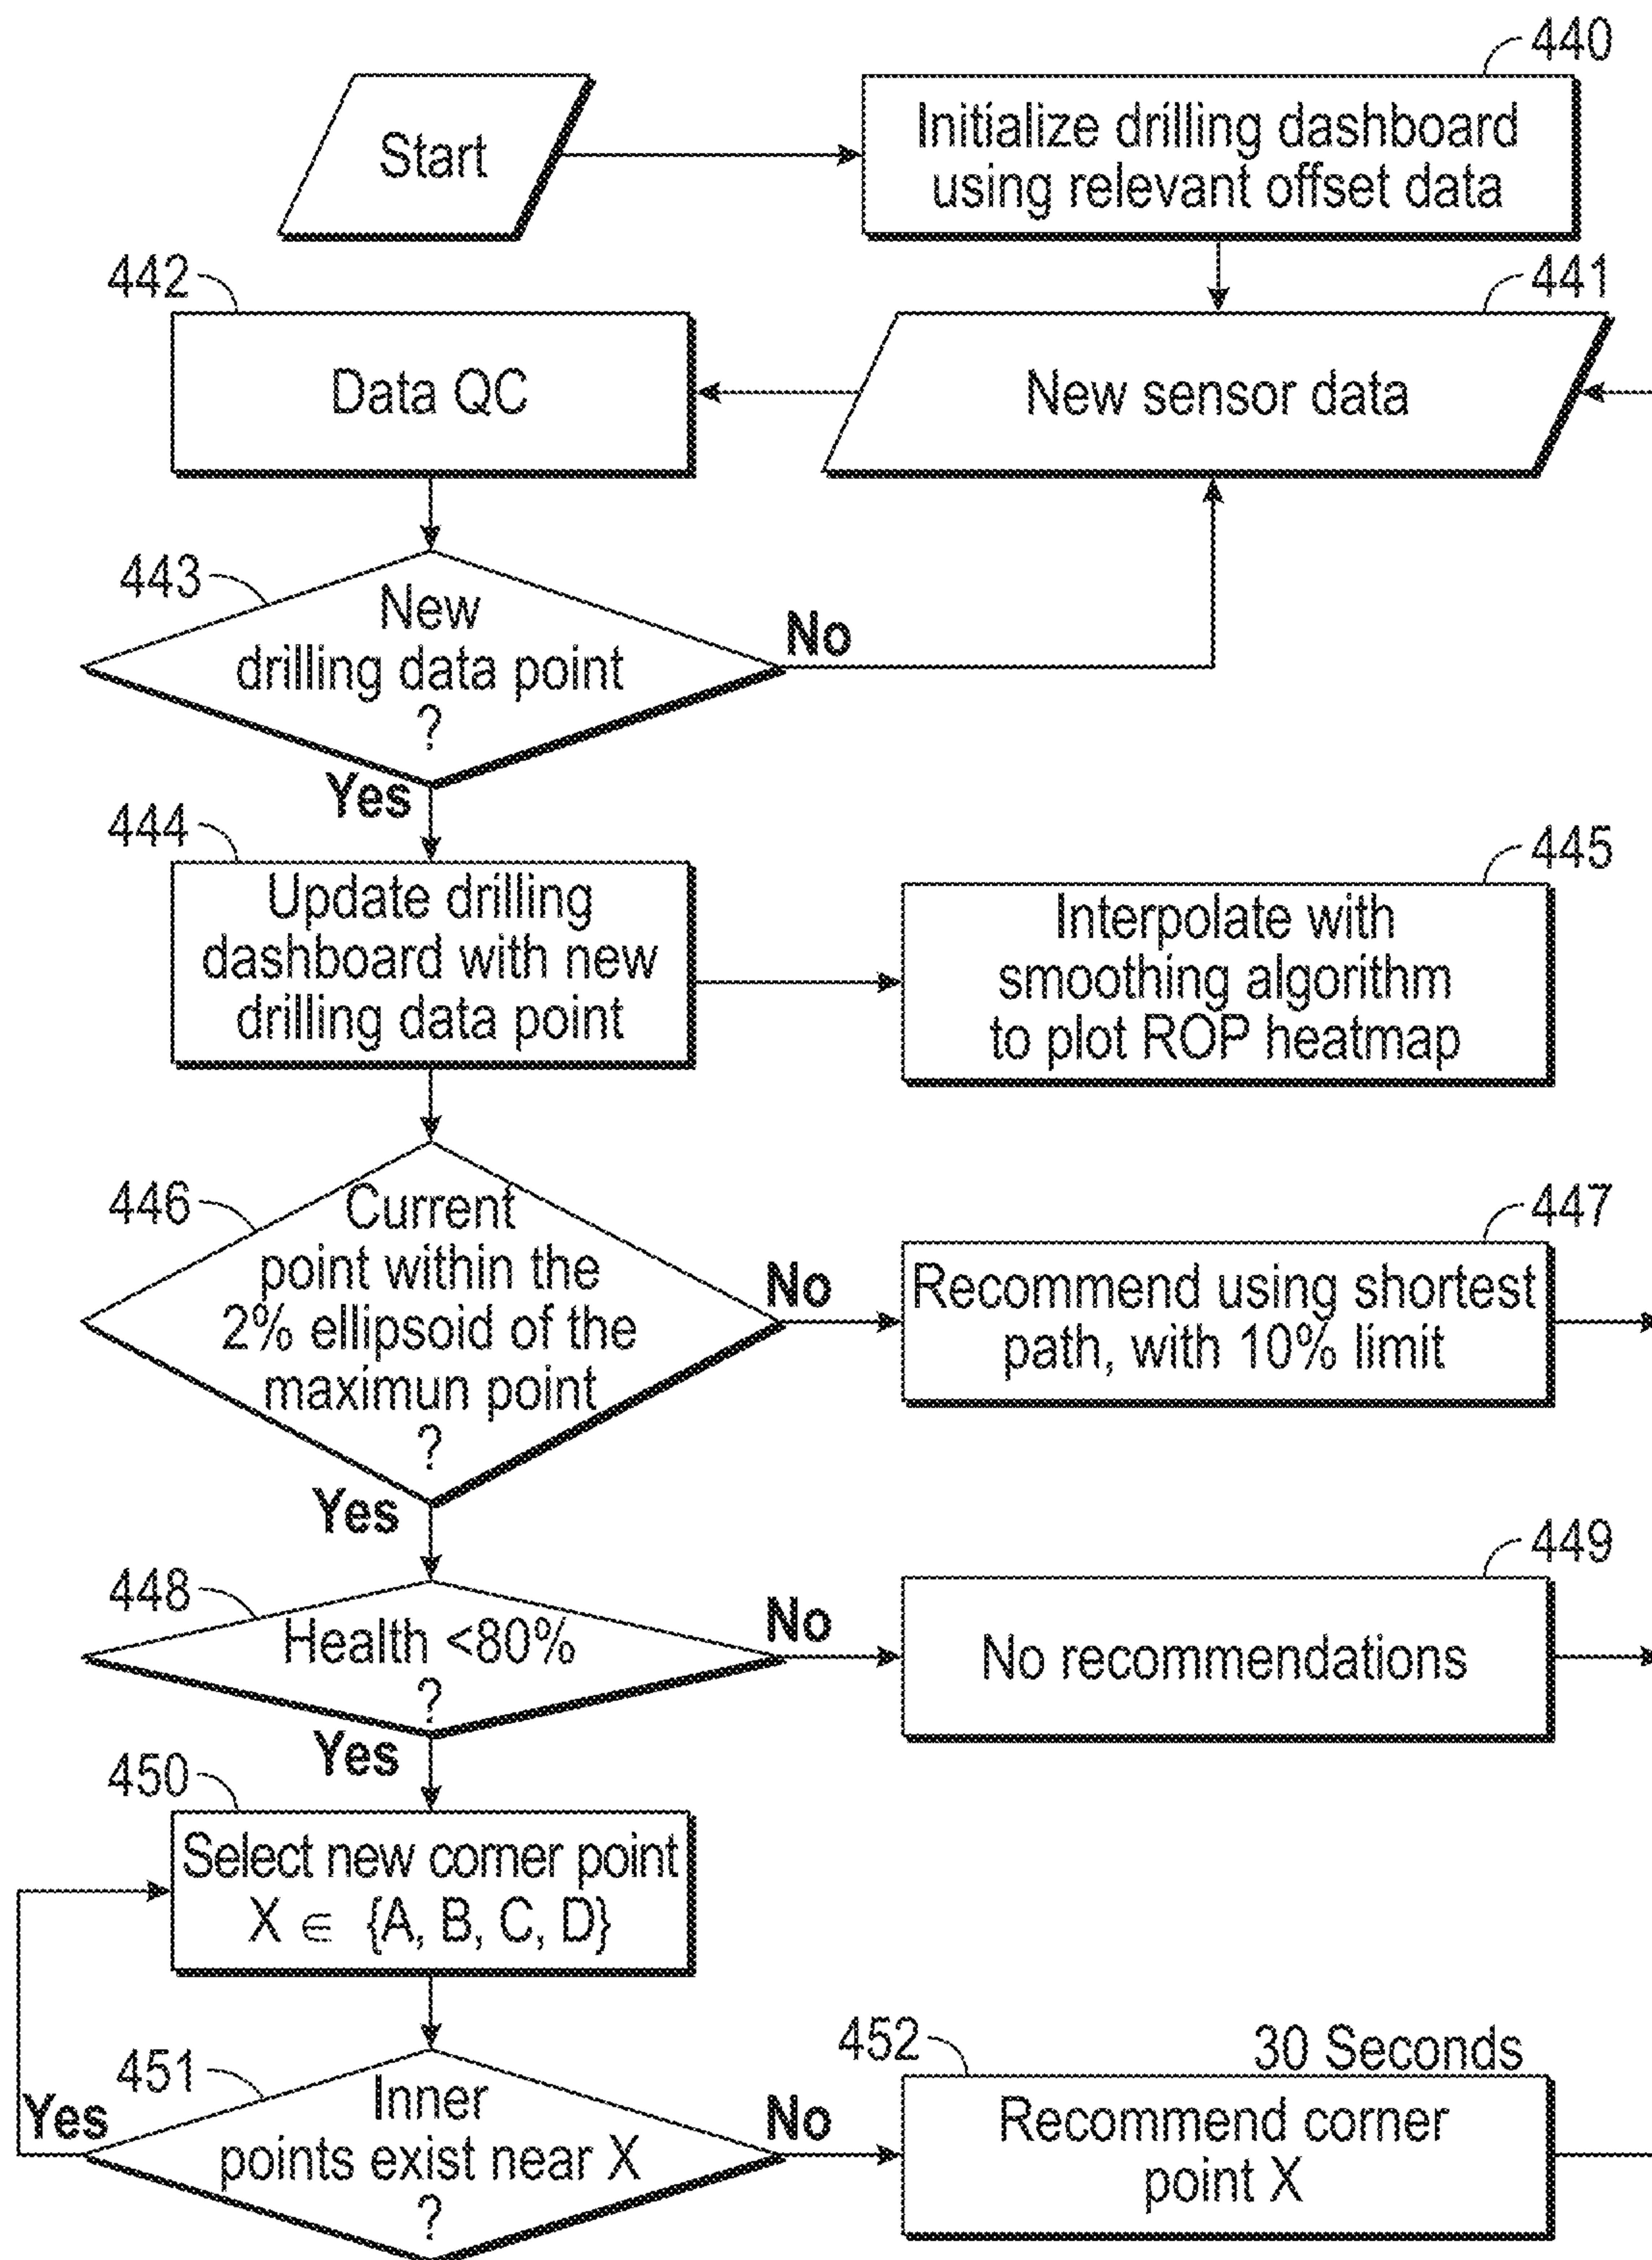 440
Start
Initialize drilling dashboard
using relevant offset data
442
441
Data QC
New sensor data
443
New
drilling data point
?
No
Yes
444
Update drilling
dashboard with new
drilling data point
445
Interpolate with
smoothing algorithm
to plot ROP heatmap
446
Current
point within the
2% ellipsoid of the
maximun point
?
No
447
Recommend using shortest
path, with 10% limit
Yes
448
Health <80%
?
No
449
No recommendations
Yes
450
Select new corner point
X ∈ {A, B, C, D}
451
Yes
Inner
points exist near X
?
No
452
30 Seconds
Recommend corner
point X